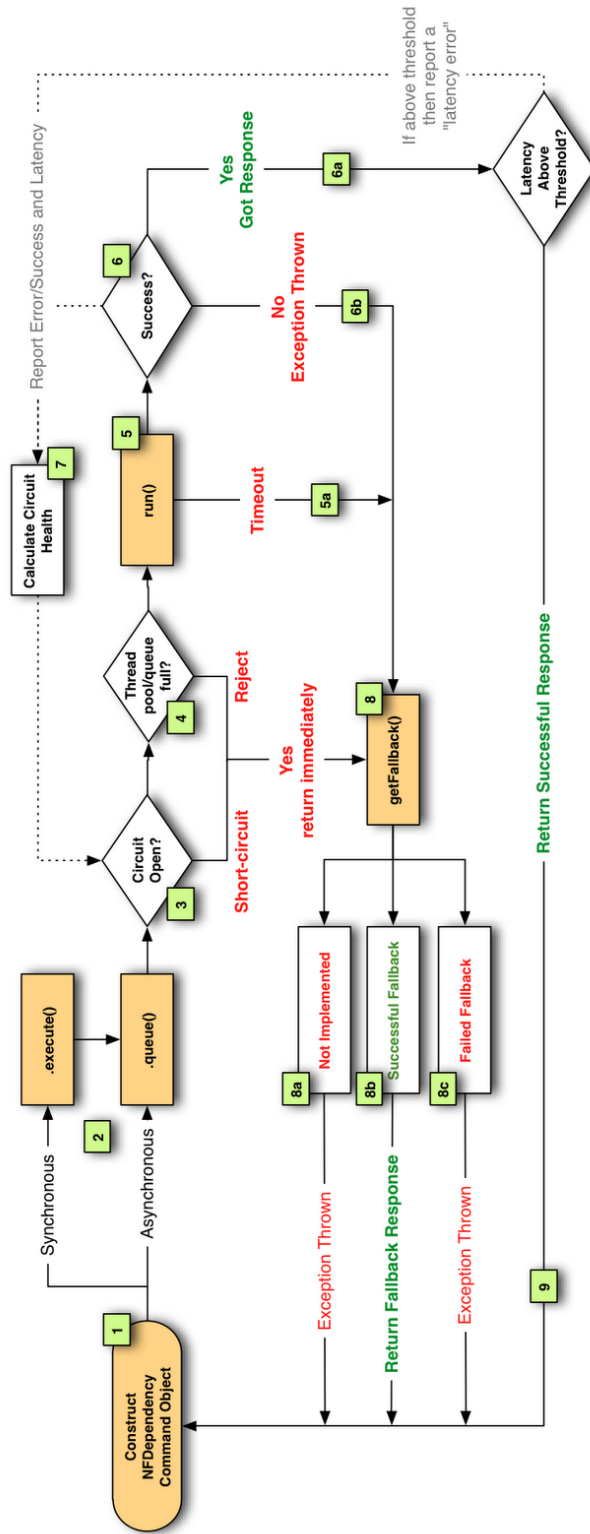 Construct
NFDependency
Command Object
1
Synchronous
2
Asynchronous
.execute()
.queue()
3
Circuit
Open?
4
Thread
pool/queue
full?
Short-circuit
Reject
Yes
return immediately
5
run()
Timeout
5a
6
Success?
Yes
Got Response
6a
No
Exception Thrown
6b
7
Calculate Circuit
Health
Report Error/Success and Latency
If above threshold
then report a
"latency error"
Latency
Above
Threshold?
8
getFallback()
8a
Not Implemented
Exception Thrown
8b
Successful Fallback
Return Fallback Response
8c
Failed Fallback
Exception Thrown
9
Return Successful Response